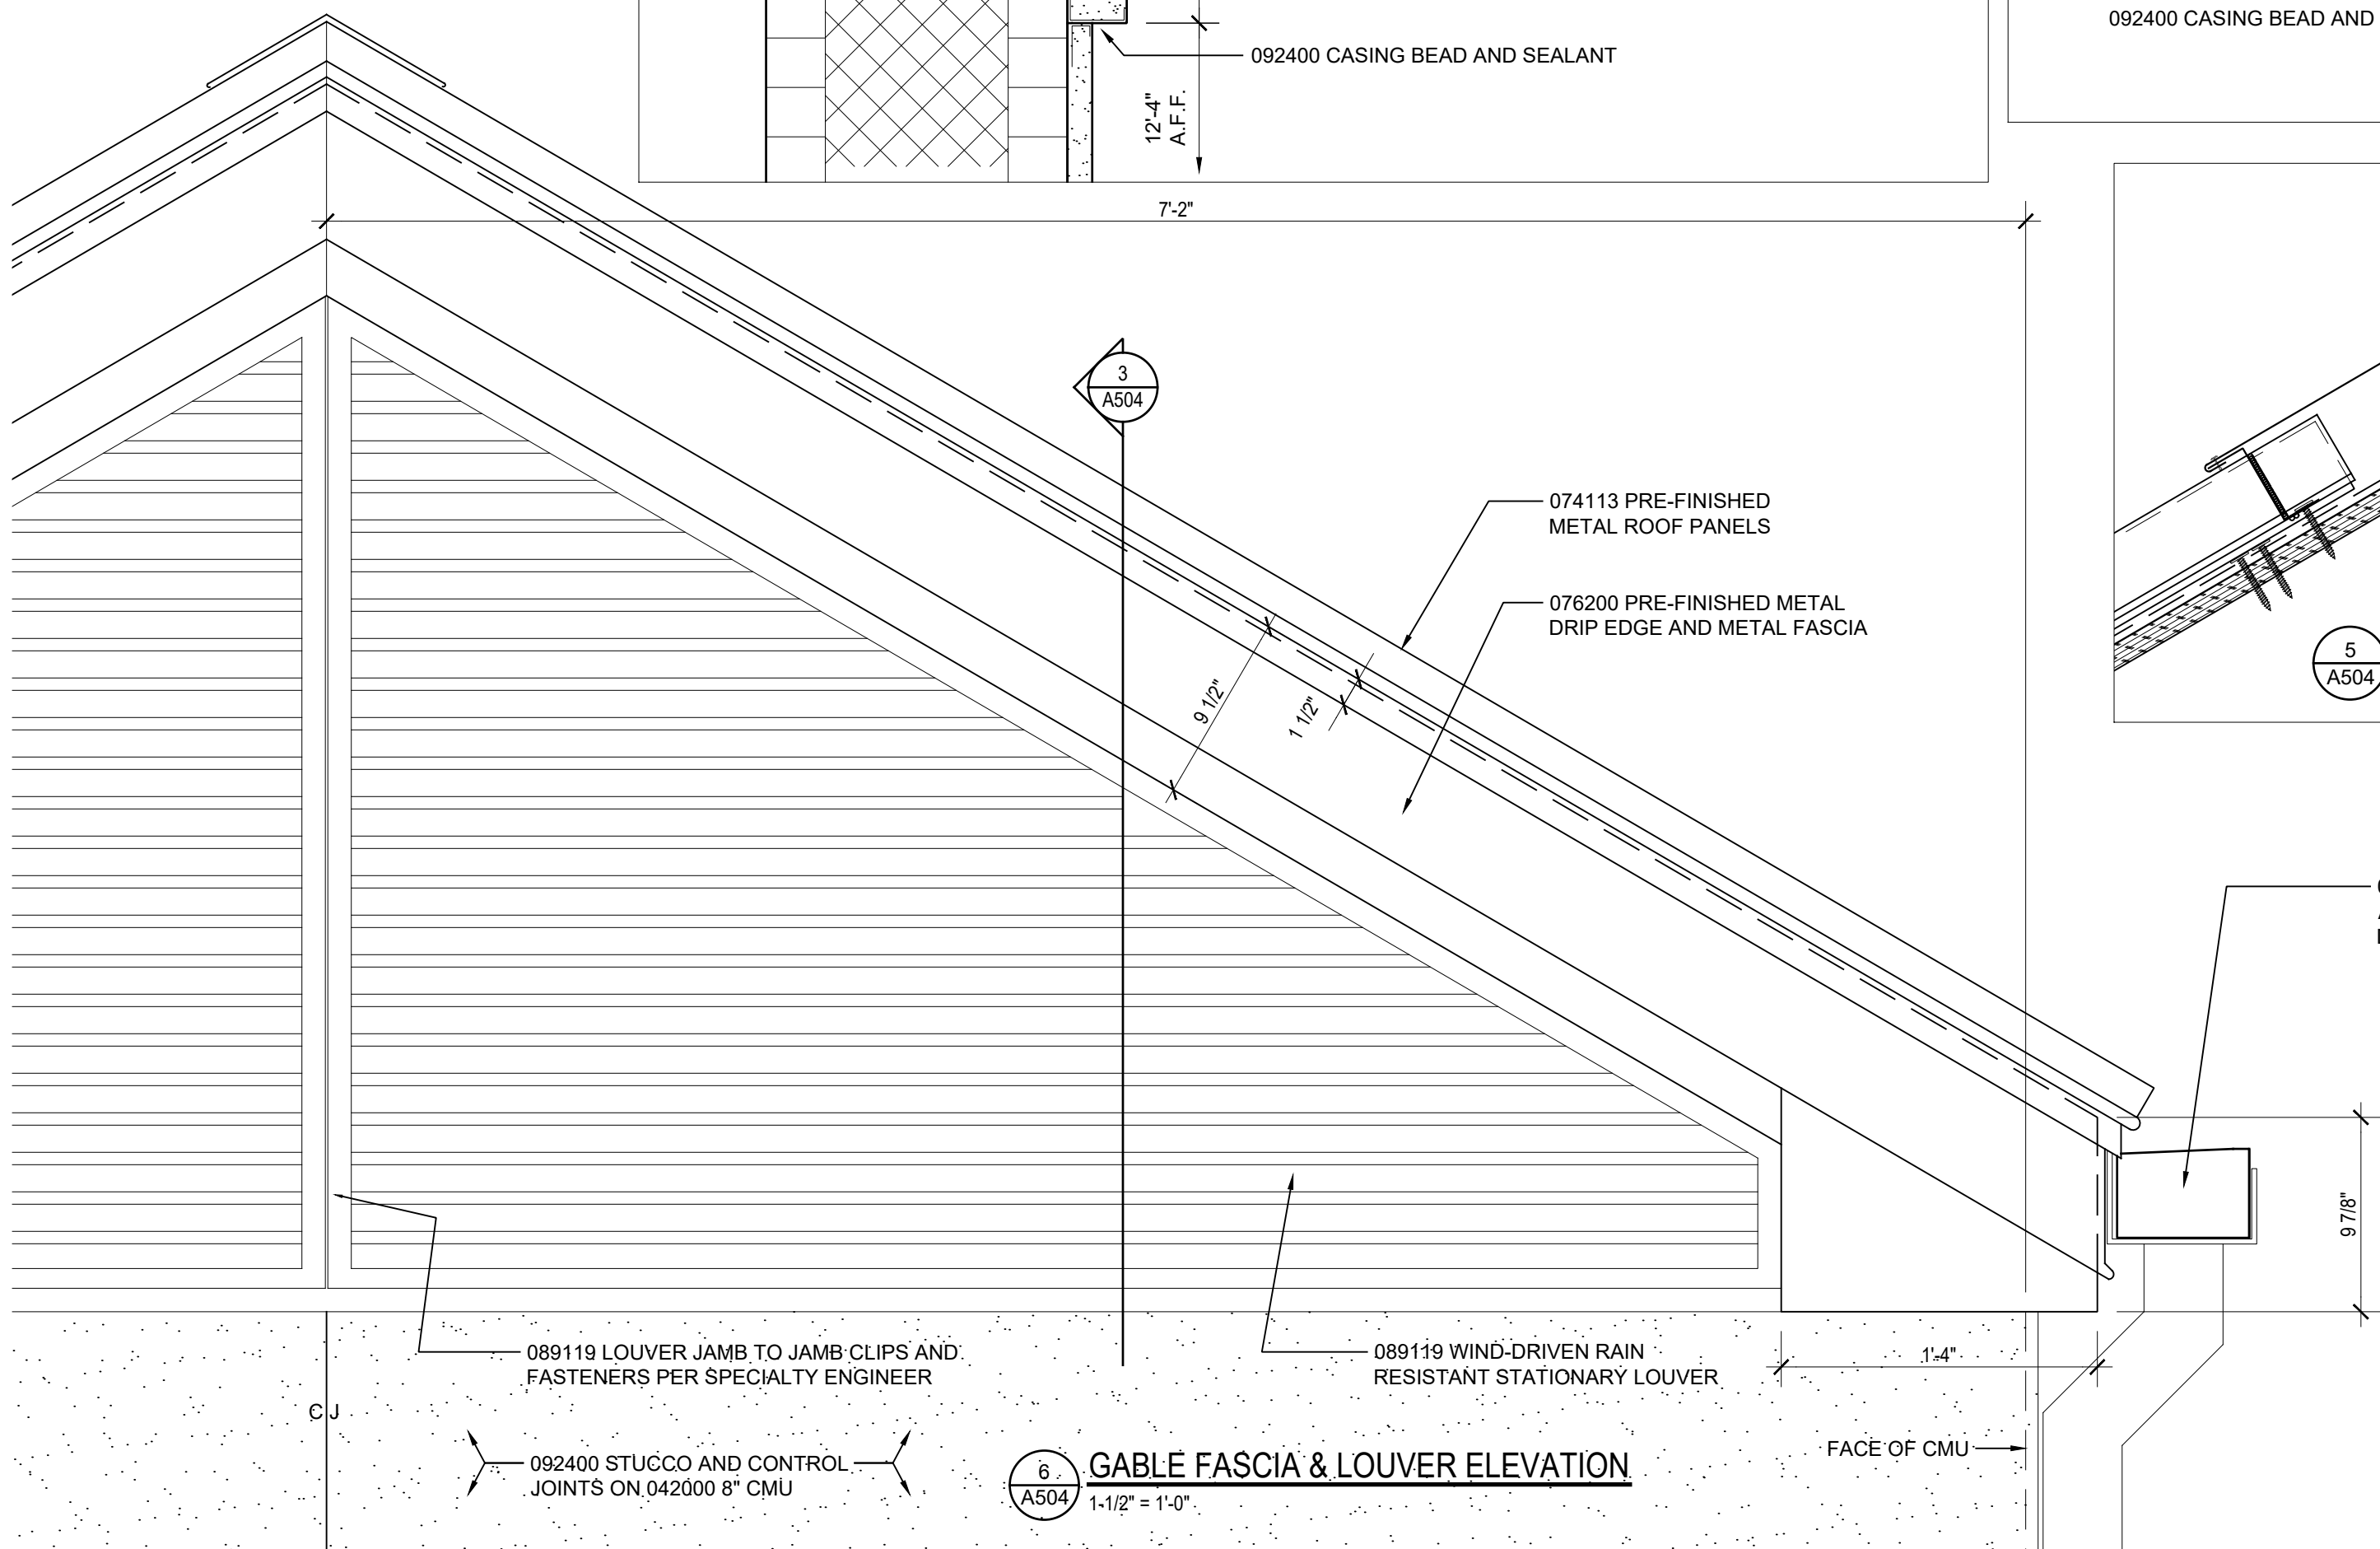 092400 CASING BEAD AND
092400 CASING BEAD AND SEALANT
12'-4"
A.F.F.
7'-2"
3
A504
074113 PRE-FINISHED
METAL ROOF PANELS
076200 PRE-FINISHED METAL
DRIP EDGE AND METAL FASCIA
9 1/2"
1 1/2"
5
A504
9 7/8"
089119 LOUVER JAMB TO JAMB CLIPS AND
FASTENERS PER SPECIALTY ENGINEER
089119 WIND-DRIVEN RAIN
RESISTANT STATIONARY LOUVER
1'-4"
C J
092400 STUCCO AND CONTROL
JOINTS ON 042000 8" CMU
6
A504
GABLE FASCIA & LOUVER ELEVATION
1-1/2" = 1'-0"
FACE OF CMU